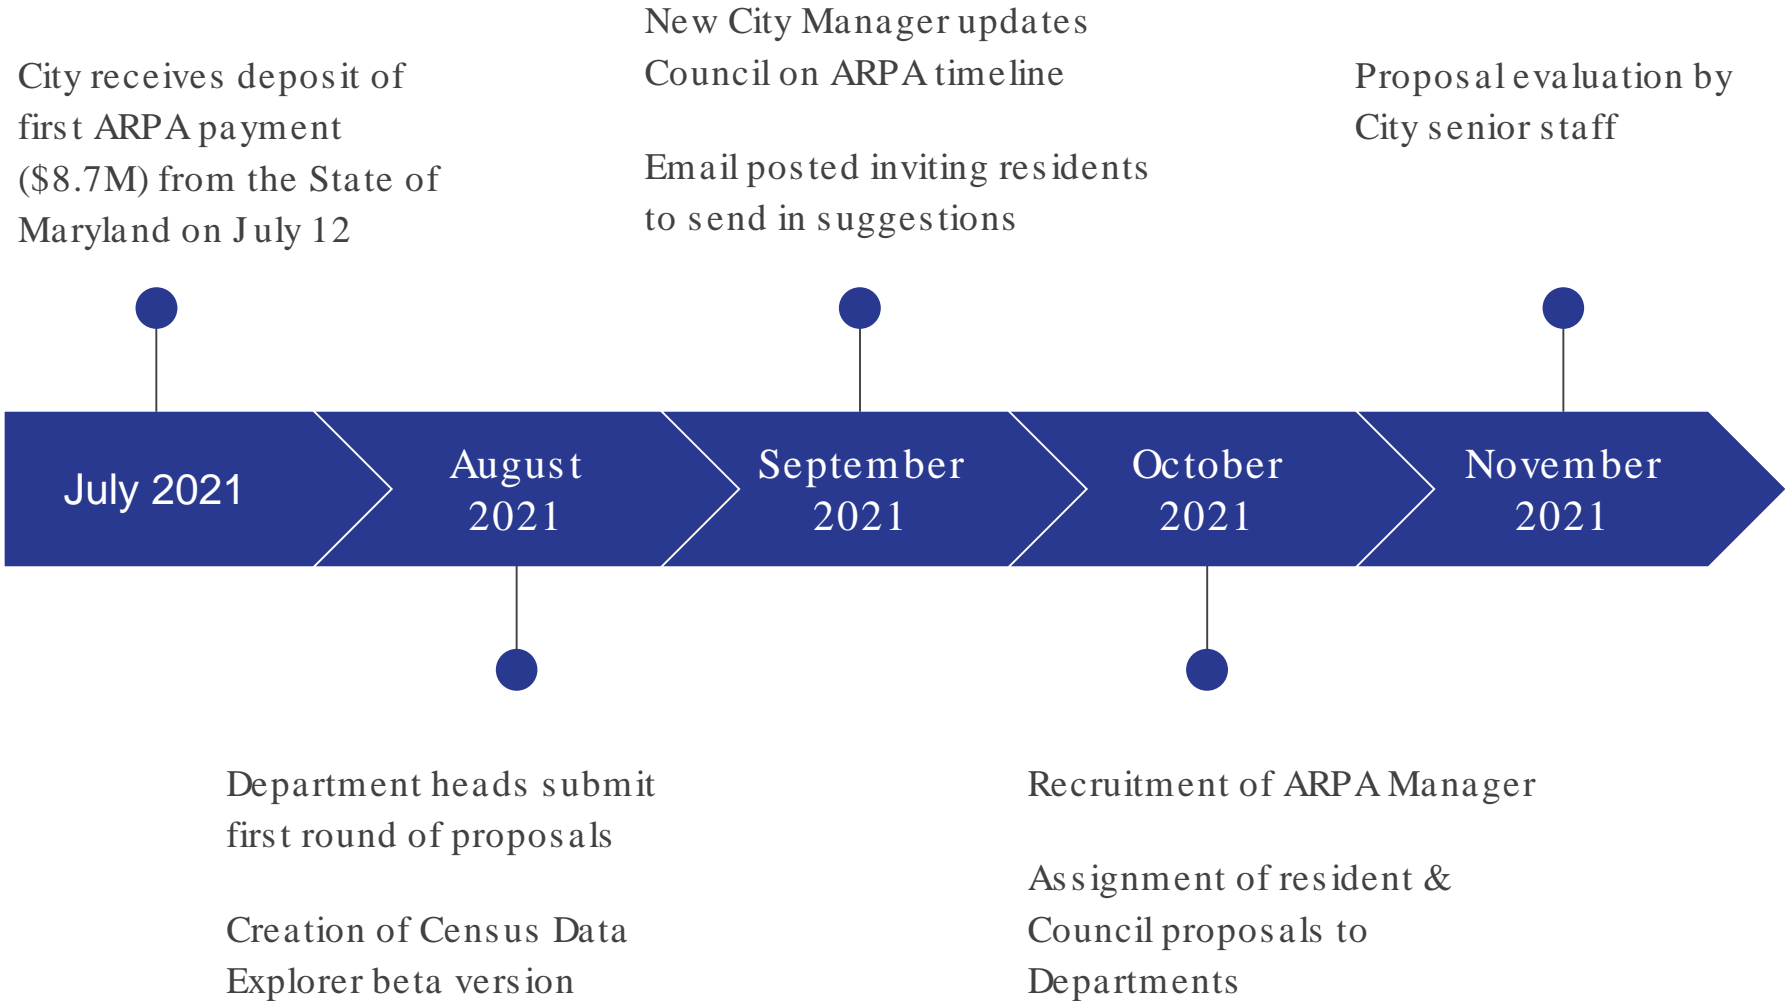 New City Manager updates
Council on ARPA timeline
City receives deposit of
first ARPA payment
($8.7M) from the State of
Maryland on July 12
Email posted inviting residents
to send in suggestions
Proposal evaluation by
City senior staff
July 2021
August
2021
September
2021
October
2021
November
2021
Department heads submit
first round of proposals
Creation of Census Data
Explorer beta version
Recruitment of ARPA Manager
Assignment of resident &
Council proposals to
Departments